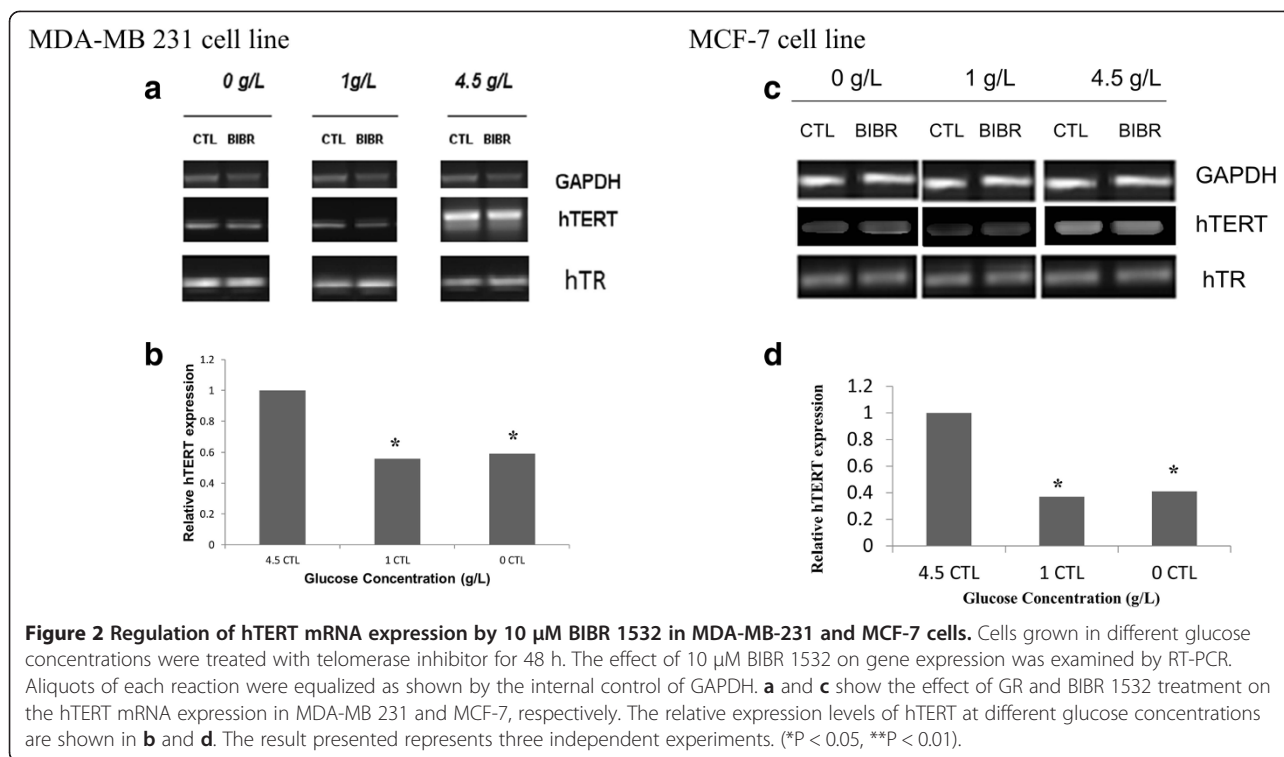 MDA-MB 231 cell line
MCF-7 cell line
a
0 g/L 1g/L 4.5 g/L
CTL BIBR CTL BIBR CTL BIBR
GAPDH
hTERT
hTR
c
0 g/L 1 g/L 4.5 g/L
CTL BIBR CTL BIBR CTL BIBR
GAPDH
hTERT
hTR
b
Relative hTERT expression
1.2
1
0.8
0.6
0.4
0.2
0
* *
4.5 CTL 1 CTL 0 CTL
Glucose Concentration (g/L)
d
Relative hTERT expression
1.2
1
0.8
0.6
0.4
0.2
0
* *
4.5 CTL 1 CTL 0 CTL
Glucose Concentration (g/L)
Figure 2 Regulation of hTERT mRNA expression by 10 μM BIBR 1532 in MDA-MB-231 and MCF-7 cells. Cells grown in different glucose
concentrations were treated with telomerase inhibitor for 48 h. The effect of 10 μM BIBR 1532 on gene expression was examined by RT-PCR.
Aliquots of each reaction were equalized as shown by the internal control of GAPDH. a and c show the effect of GR and BIBR 1532 treatment on
the hTERT mRNA expression in MDA-MB 231 and MCF-7, respectively. The relative expression levels of hTERT at different glucose concentrations
are shown in b and d. The result presented represents three independent experiments. (*P < 0.05, **P < 0.01).